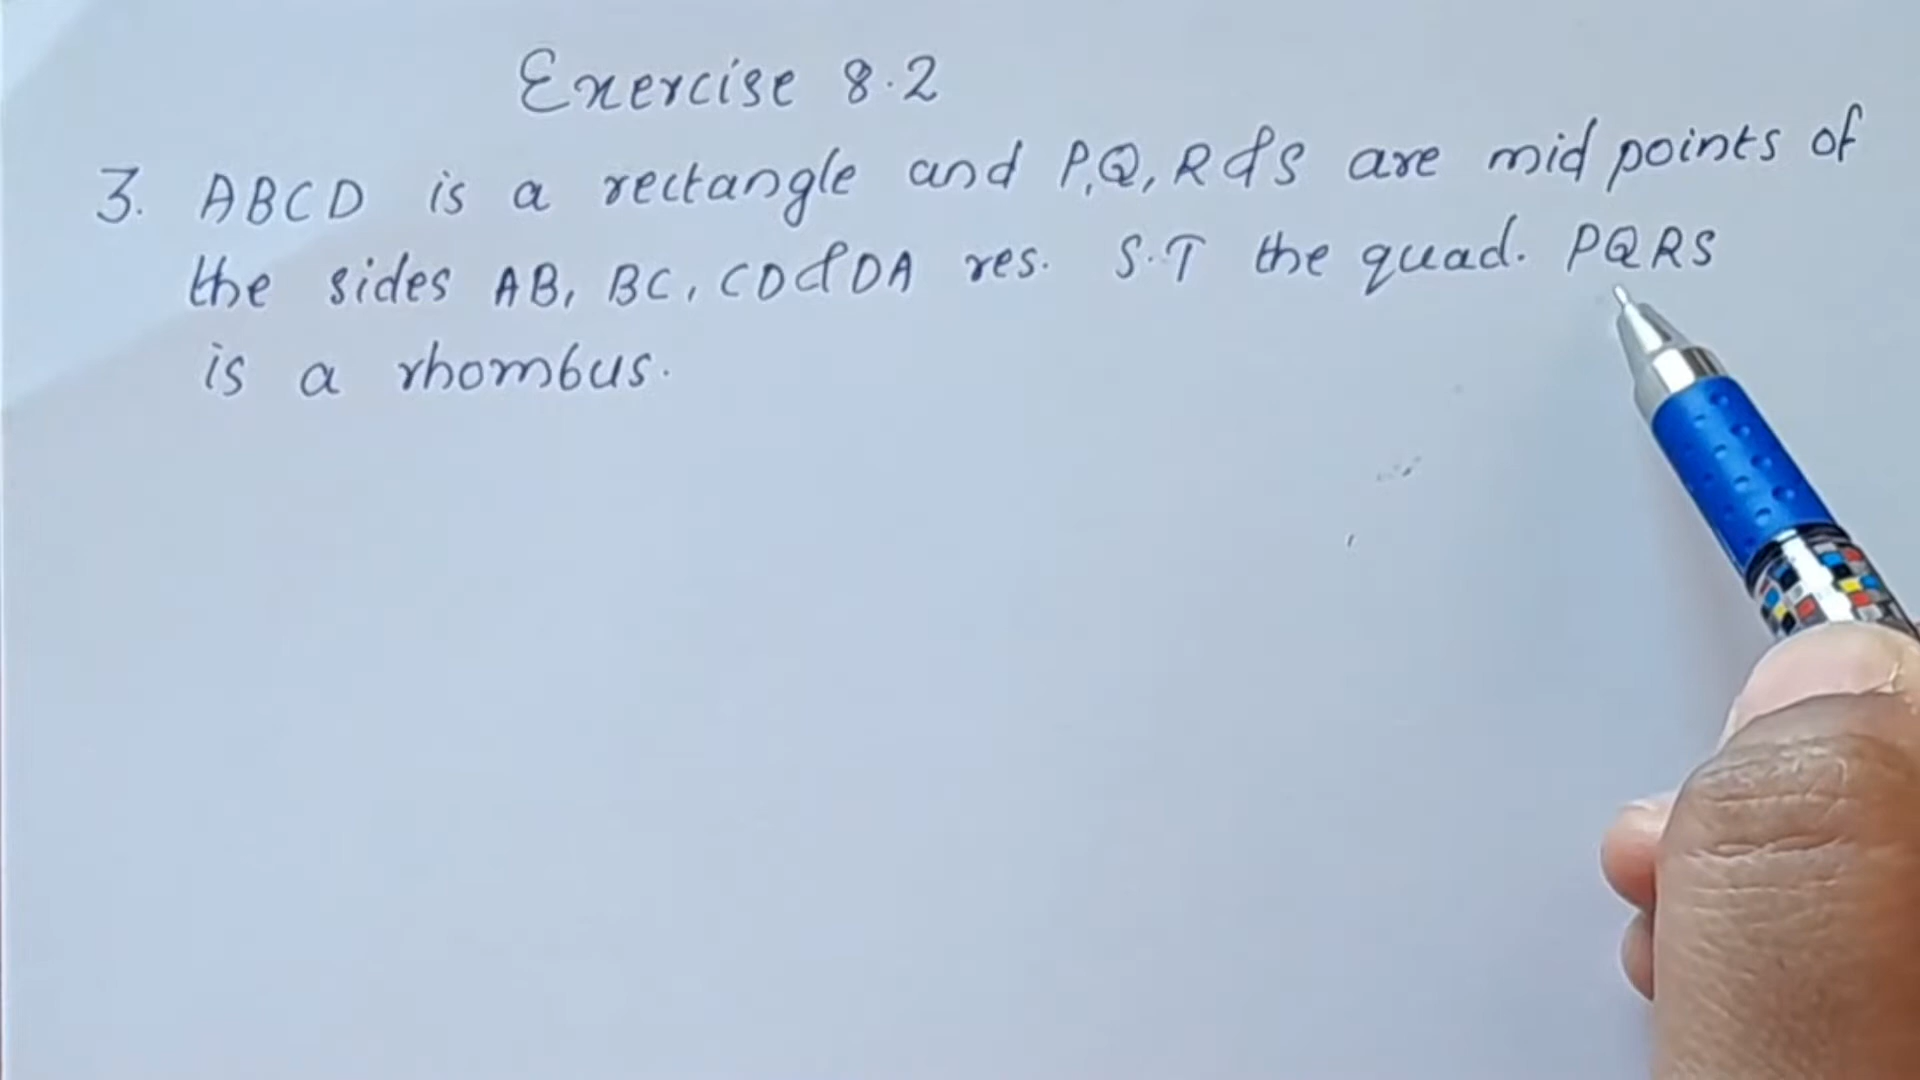 Exercise 8.2
3. ABCD is a rectangle and P,Q,R & S are mid points of
the sides AB, BC, CD & DA res. S.T the quad. PQRS
is a rhombus.